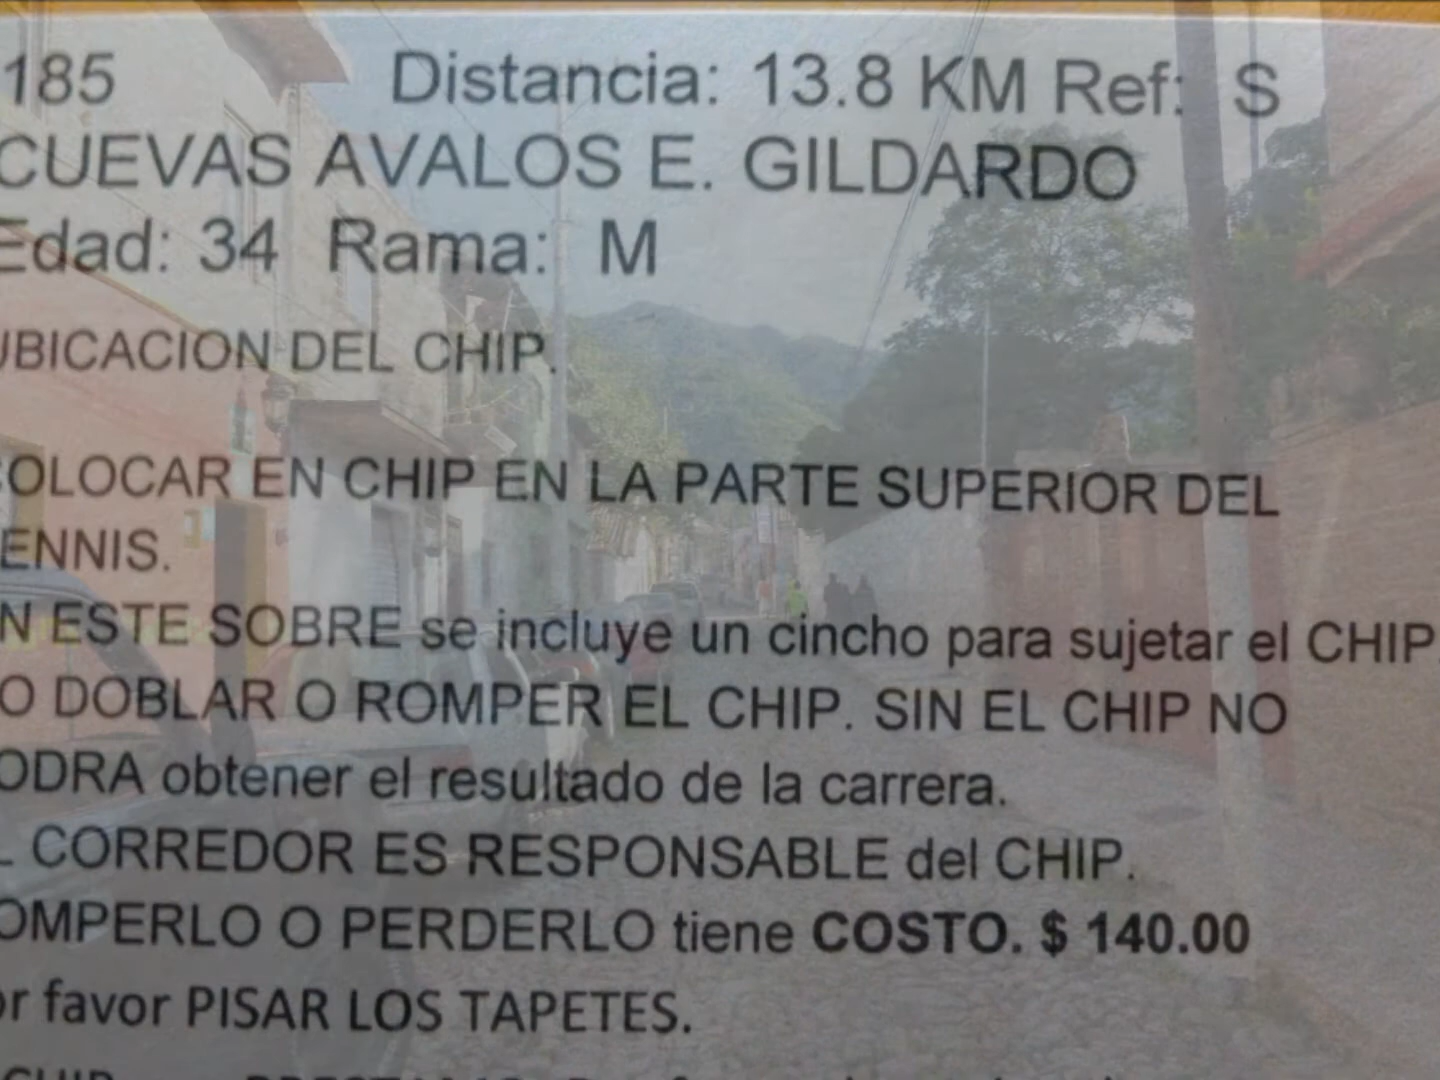 185 Distancia: 13.8 KM Ref: S
CUEVAS AVALOS E. GILDARDO
Edad: 34 Rama: M
UBICACION DEL CHIP.
COLOCAR EN CHIP EN LA PARTE SUPERIOR DEL
ENNIS.
N ESTE SOBRE se incluye un cincho para sujetar el CHIP.
O DOBLAR O ROMPER EL CHIP. SIN EL CHIP NO
ODRA obtener el resultado de la carrera.
L CORREDOR ES RESPONSABLE del CHIP.
OMPERLO O PERDERLO tiene COSTO. $ 140.00
or favor PISAR LOS TAPETES.